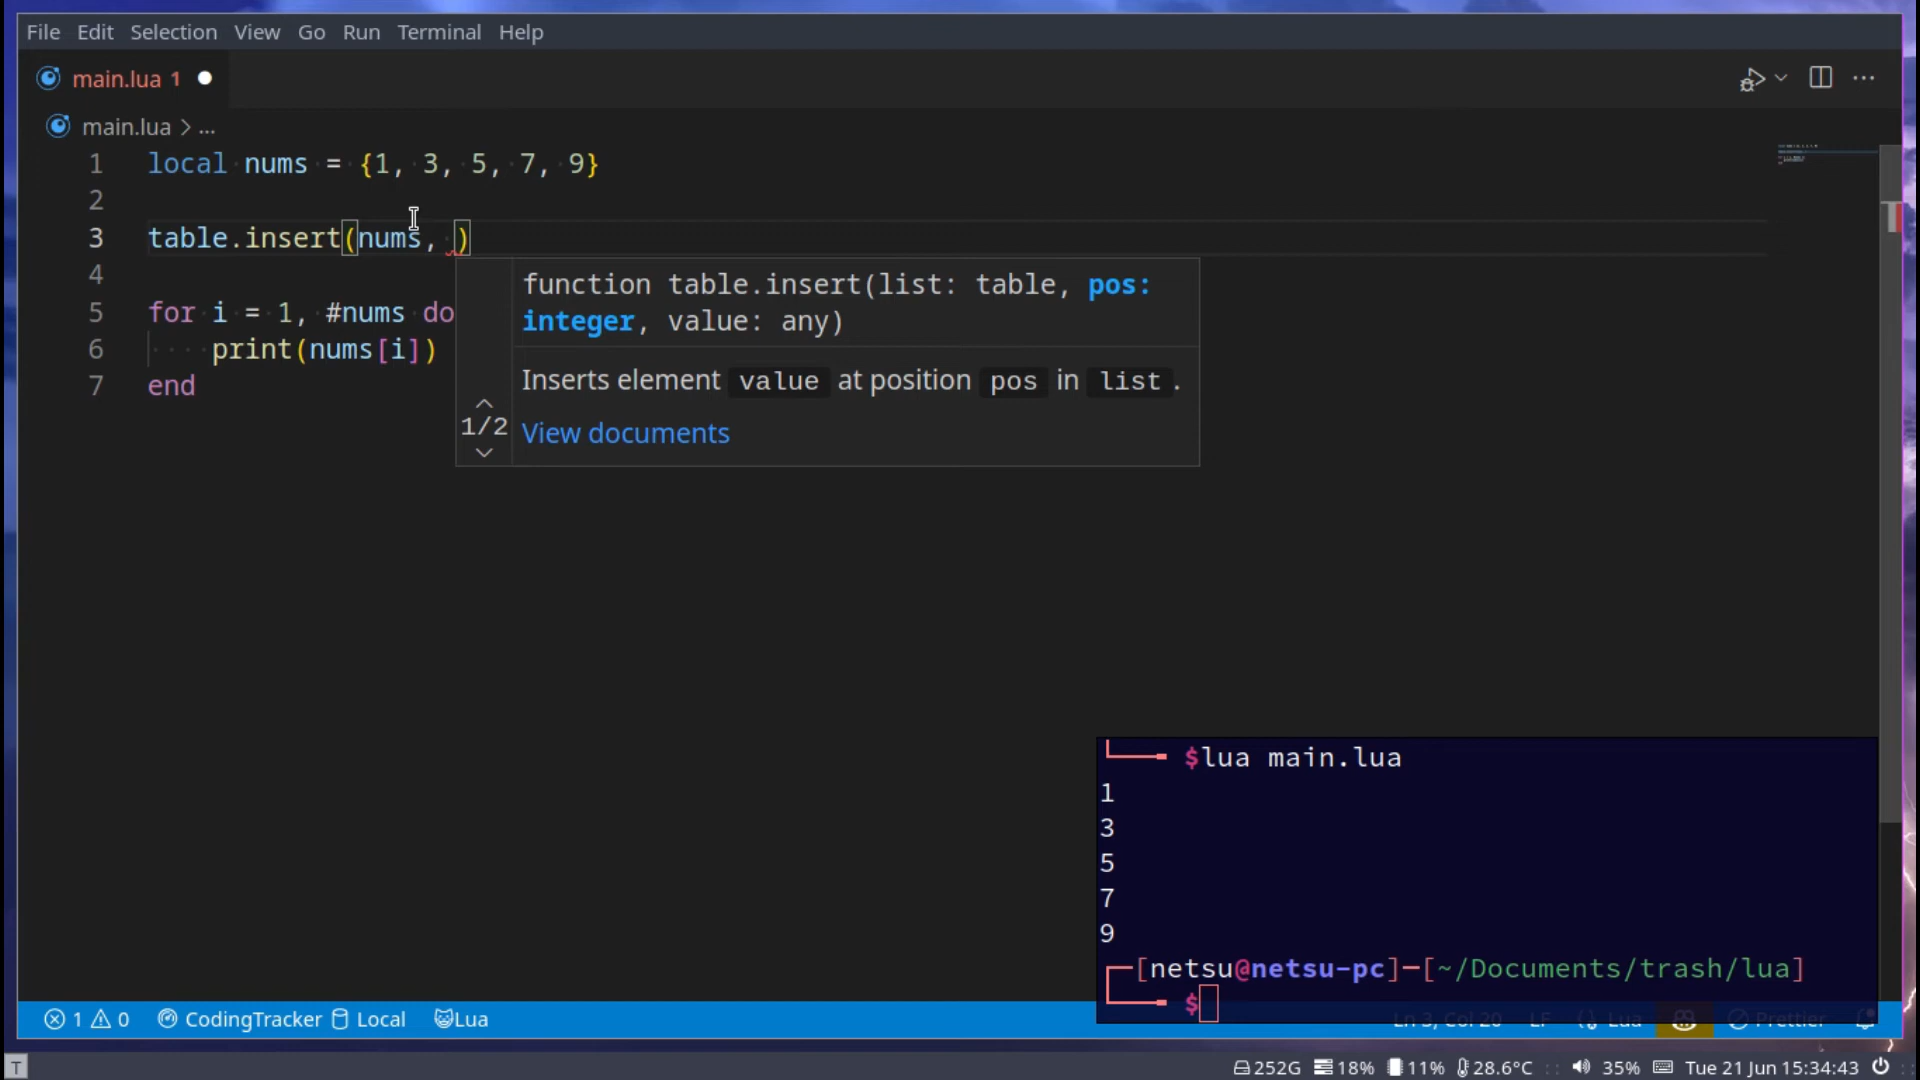 File Edit Selection View Go Run Terminal Help
main.lua 1
main.lua > ...
1 local nums = {1, 3, 5, 7, 9}
2
3 table.insert(nums, )
4
5 for i = 1, #nums do
6 print(nums[i])
7 end
function table.insert(list: table, pos:
integer, value: any)
Inserts element value at position pos in list.
1/2
View documents
$lua main.lua
1
3
5
7
9
[netsu@netsu-pc]-[~/Documents/trash/lua]
$
1 0 CodingTracker Local Lua Ln 3, Col 20 LF Lua Prettier
T 252G 18% 11% 28.6°C 35% Tue 21 Jun 15:34:43